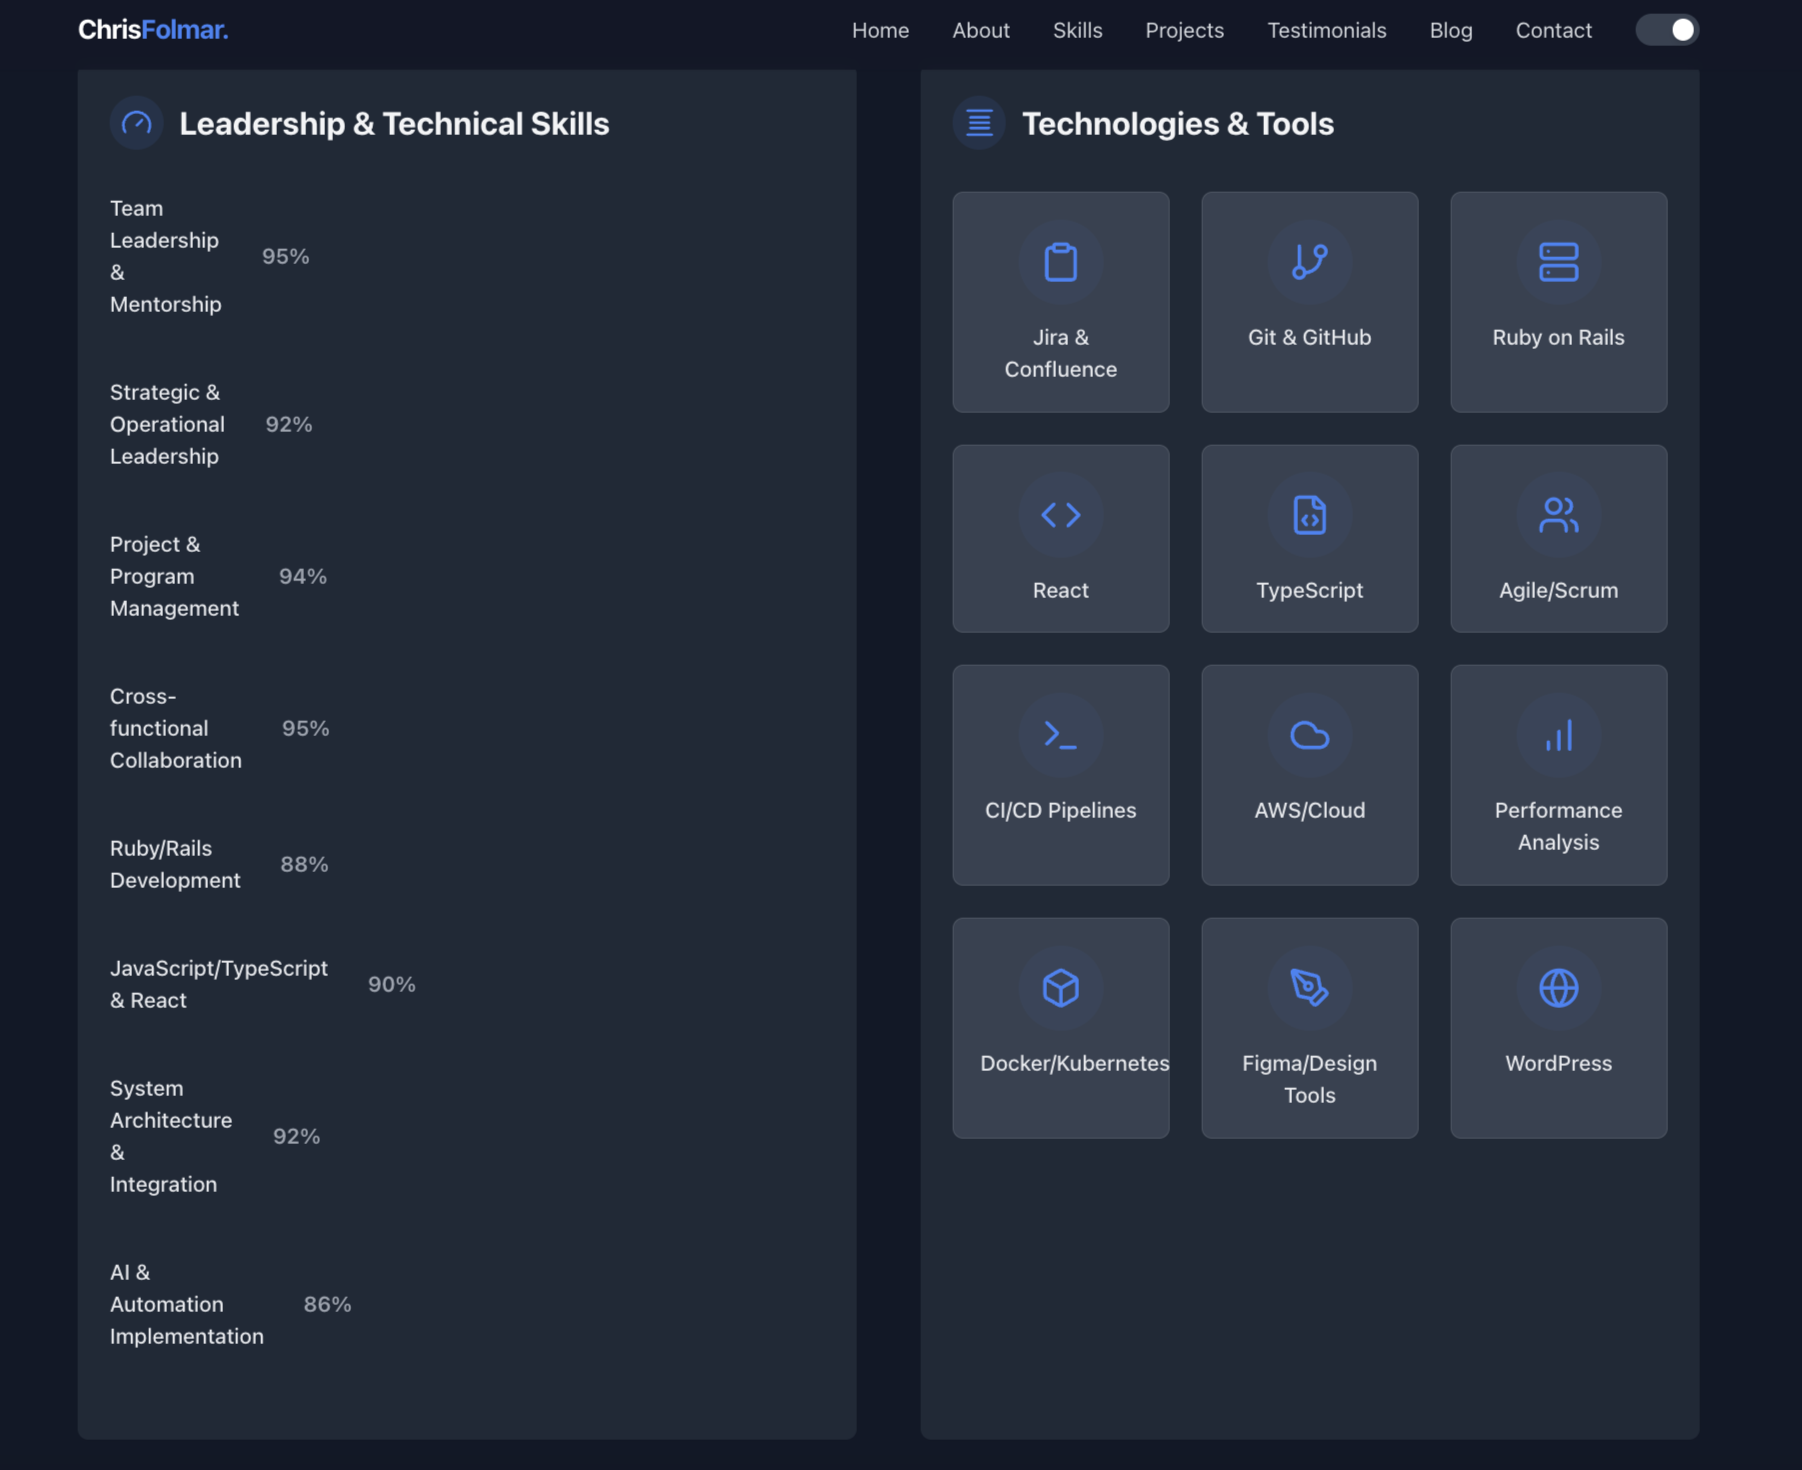 ChrisFolmar.
Home About Skills Projects Testimonials Blog Contact
Leadership & Technical Skills
Team
Leadership
&
Mentorship
95%
Strategic &
Operational
Leadership
92%
Project &
Program
Management
94%
Cross-
functional
Collaboration
95%
Ruby/Rails
Development
88%
JavaScript/TypeScript
& React
90%
System
Architecture
&
Integration
92%
AI &
Automation
Implementation
86%
Technologies & Tools
Jira &
Confluence
Git & GitHub
Ruby on Rails
React
TypeScript
Agile/Scrum
CI/CD Pipelines
AWS/Cloud
Performance
Analysis
Docker/Kubernetes
Figma/Design
Tools
WordPress